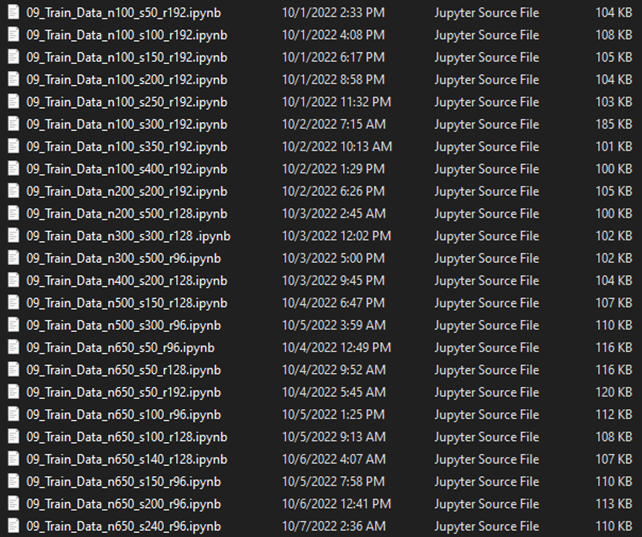 09_Train_Data_n100_s50_r192.ipynb 10/1/2022 2:33 PM Jupyter Source File 104 KB
09_Train_Data_n100_s100_r192.ipynb 10/1/2022 4:08 PM Jupyter Source File 108 KB
09_Train_Data_n100_s150_r192.ipynb 10/1/2022 6:17 PM Jupyter Source File 105 KB
09_Train_Data_n100_s200_r192.ipynb 10/1/2022 8:58 PM Jupyter Source File 104 KB
09_Train_Data_n100_s250_r192.ipynb 10/1/2022 11:32 PM Jupyter Source File 103 KB
09_Train_Data_n100_s300_r192.ipynb 10/2/2022 7:15 AM Jupyter Source File 185 KB
09_Train_Data_n100_s350_r192.ipynb 10/2/2022 10:13 AM Jupyter Source File 101 KB
09_Train_Data_n100_s400_r192.ipynb 10/2/2022 1:29 PM Jupyter Source File 100 KB
09_Train_Data_n200_s200_r192.ipynb 10/2/2022 6:26 PM Jupyter Source File 105 KB
09_Train_Data_n200_s500_r128.ipynb 10/3/2022 2:45 AM Jupyter Source File 100 KB
09_Train_Data_n300_s300_r128 .ipynb 10/3/2022 12:02 PM Jupyter Source File 102 KB
09_Train_Data_n300_s500_r96.ipynb 10/3/2022 5:00 PM Jupyter Source File 102 KB
09_Train_Data_n400_s200_r128.ipynb 10/3/2022 9:45 PM Jupyter Source File 104 KB
09_Train_Data_n500_s150_r128.ipynb 10/4/2022 6:47 PM Jupyter Source File 107 KB
09_Train_Data_n500_s300_r96.ipynb 10/5/2022 3:59 AM Jupyter Source File 110 KB
09_Train_Data_n650_s50_r96.ipynb 10/4/2022 12:49 PM Jupyter Source File 116 KB
09_Train_Data_n650_s50_r128.ipynb 10/4/2022 9:52 AM Jupyter Source File 116 KB
09_Train_Data_n650_s50_r192.ipynb 10/4/2022 5:45 AM Jupyter Source File 120 KB
09_Train_Data_n650_s100_r96.ipynb 10/5/2022 1:25 PM Jupyter Source File 112 KB
09_Train_Data_n650_s100_r128.ipynb 10/5/2022 9:13 AM Jupyter Source File 108 KB
09_Train_Data_n650_s140_r128.ipynb 10/6/2022 4:07 AM Jupyter Source File 107 KB
09_Train_Data_n650_s150_r96.ipynb 10/5/2022 7:58 PM Jupyter Source File 110 KB
09_Train_Data_n650_s200_r96.ipynb 10/6/2022 12:41 PM Jupyter Source File 113 KB
09_Train_Data_n650_s240_r96.ipynb 10/7/2022 2:36 AM Jupyter Source File 110 KB